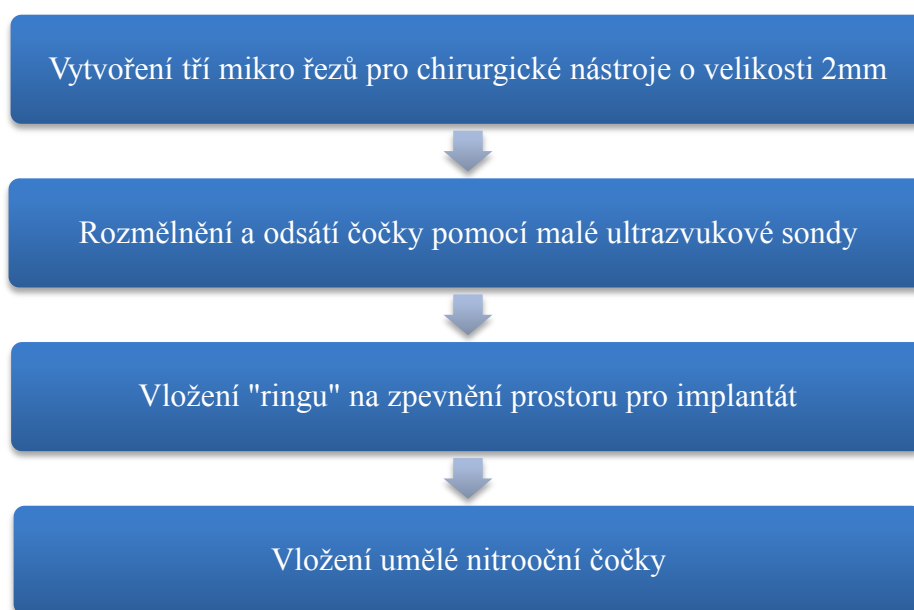 Vytvoření tří mikro řezů pro chirurgické nástroje o velikosti 2mm
Rozmělnění a odsátí čočky pomocí malé ultrazvukové sondy
Vložení "ringu" na zpevnění prostoru pro implantát
Vložení umělé nitrooční čočky